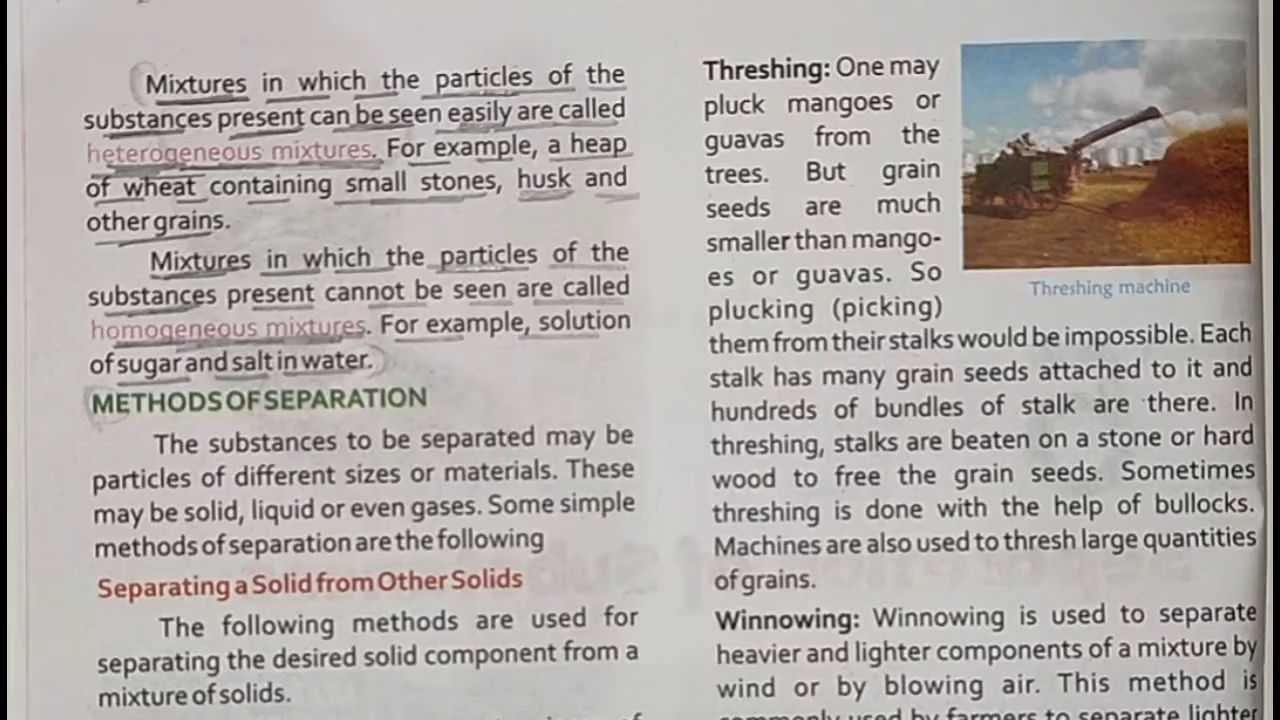 Mixtures in which the particles of the
substances present can be seen easily are called
heterogeneous mixtures. For example, a heap
of wheat containing small stones, husk and
other grains.
Mixtures in which the particles of the
substances present cannot be seen are called
homogeneous mixtures. For example, solution
of sugar and salt in water.
METHODS OF SEPARATION
The substances to be separated may be
particles of different sizes or materials. These
may be solid, liquid or even gases. Some simple
methods of separation are the following
Separating a Solid from Other Solids
The following methods are used for
separating the desired solid component from a
mixture of solids.
Threshing: One may
pluck mangoes or
guavas from the
trees. But grain
seeds are much
smaller than mango-
es or guavas. So
plucking (picking)
them from their stalks would be impossible. Each
stalk has many grain seeds attached to it and
hundreds of bundles of stalk are there. In
threshing, stalks are beaten on a stone or hard
wood to free the grain seeds. Sometimes
threshing is done with the help of bullocks.
Machines are also used to thresh large quantities
of grains.
Threshing machine
Winnowing: Winnowing is used to separate
heavier and lighter components of a mixture by
wind or by blowing air. This method is
commonly used by farmers to separate lighter